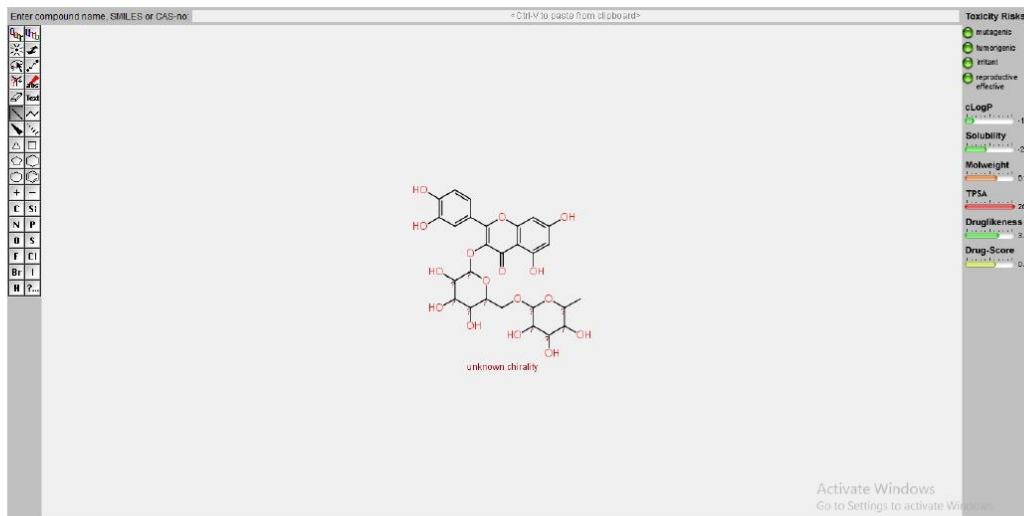 Enter compound name, SMILES or CAS-no:
<Ctrl-V to paste from clipboard>
Toxicity Risks
mutagenic
tumorigenic
irritant
reproductive
effective
cLogP
Solubility
Molweight
TPSA
Druglikeness
Drug-Score
abc
Text
+ −
C Si
N P
O S
F Cl
Br I
H ?...
HO
HO
O
OH
O
O
OH
HO
O
HO
OH
O
O
HO
OH
OH
unknown chirality
Activate Windows
Go to Settings to activate Windows.